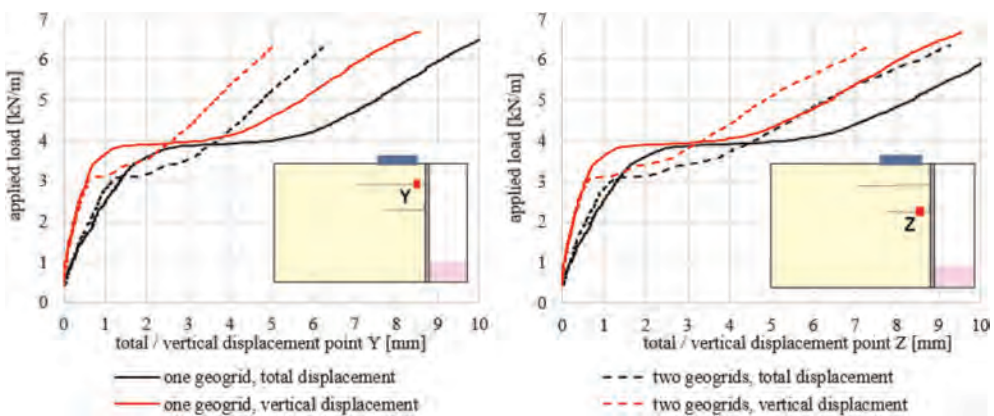 7
6
5
4
3
2
1
0
applied load [kN/m]
Y
0 1 2 3 4 5 6 7 8 9 10
total / vertical displacement point Y [mm]
7
6
5
4
3
2
1
0
applied load [kN/m]
Z
0 1 2 3 4 5 6 7 8 9 10
total / vertical displacement point Z [mm]
one geogrid, total displacement
one geogrid, vertical displacement
two geogrids, total displacement
two geogrids, vertical displacment